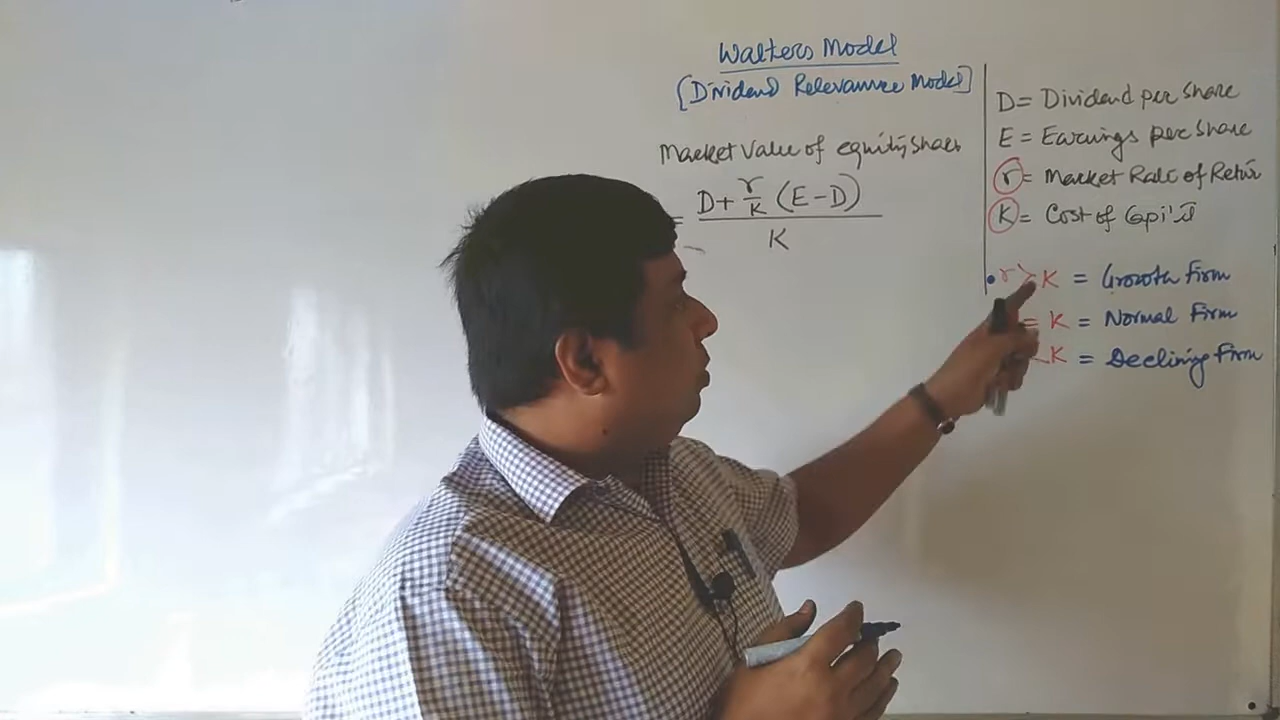 Walters Model
[Dividend Relevance Model]
Market Value of equity share
= D + r/K (E - D)
K
D = Dividend per share
E = Earnings per share
r = Market Rate of Return
K = Cost of Capital
• r > K = Growth Firm
= K = Normal Firm
< K = Declining Firm